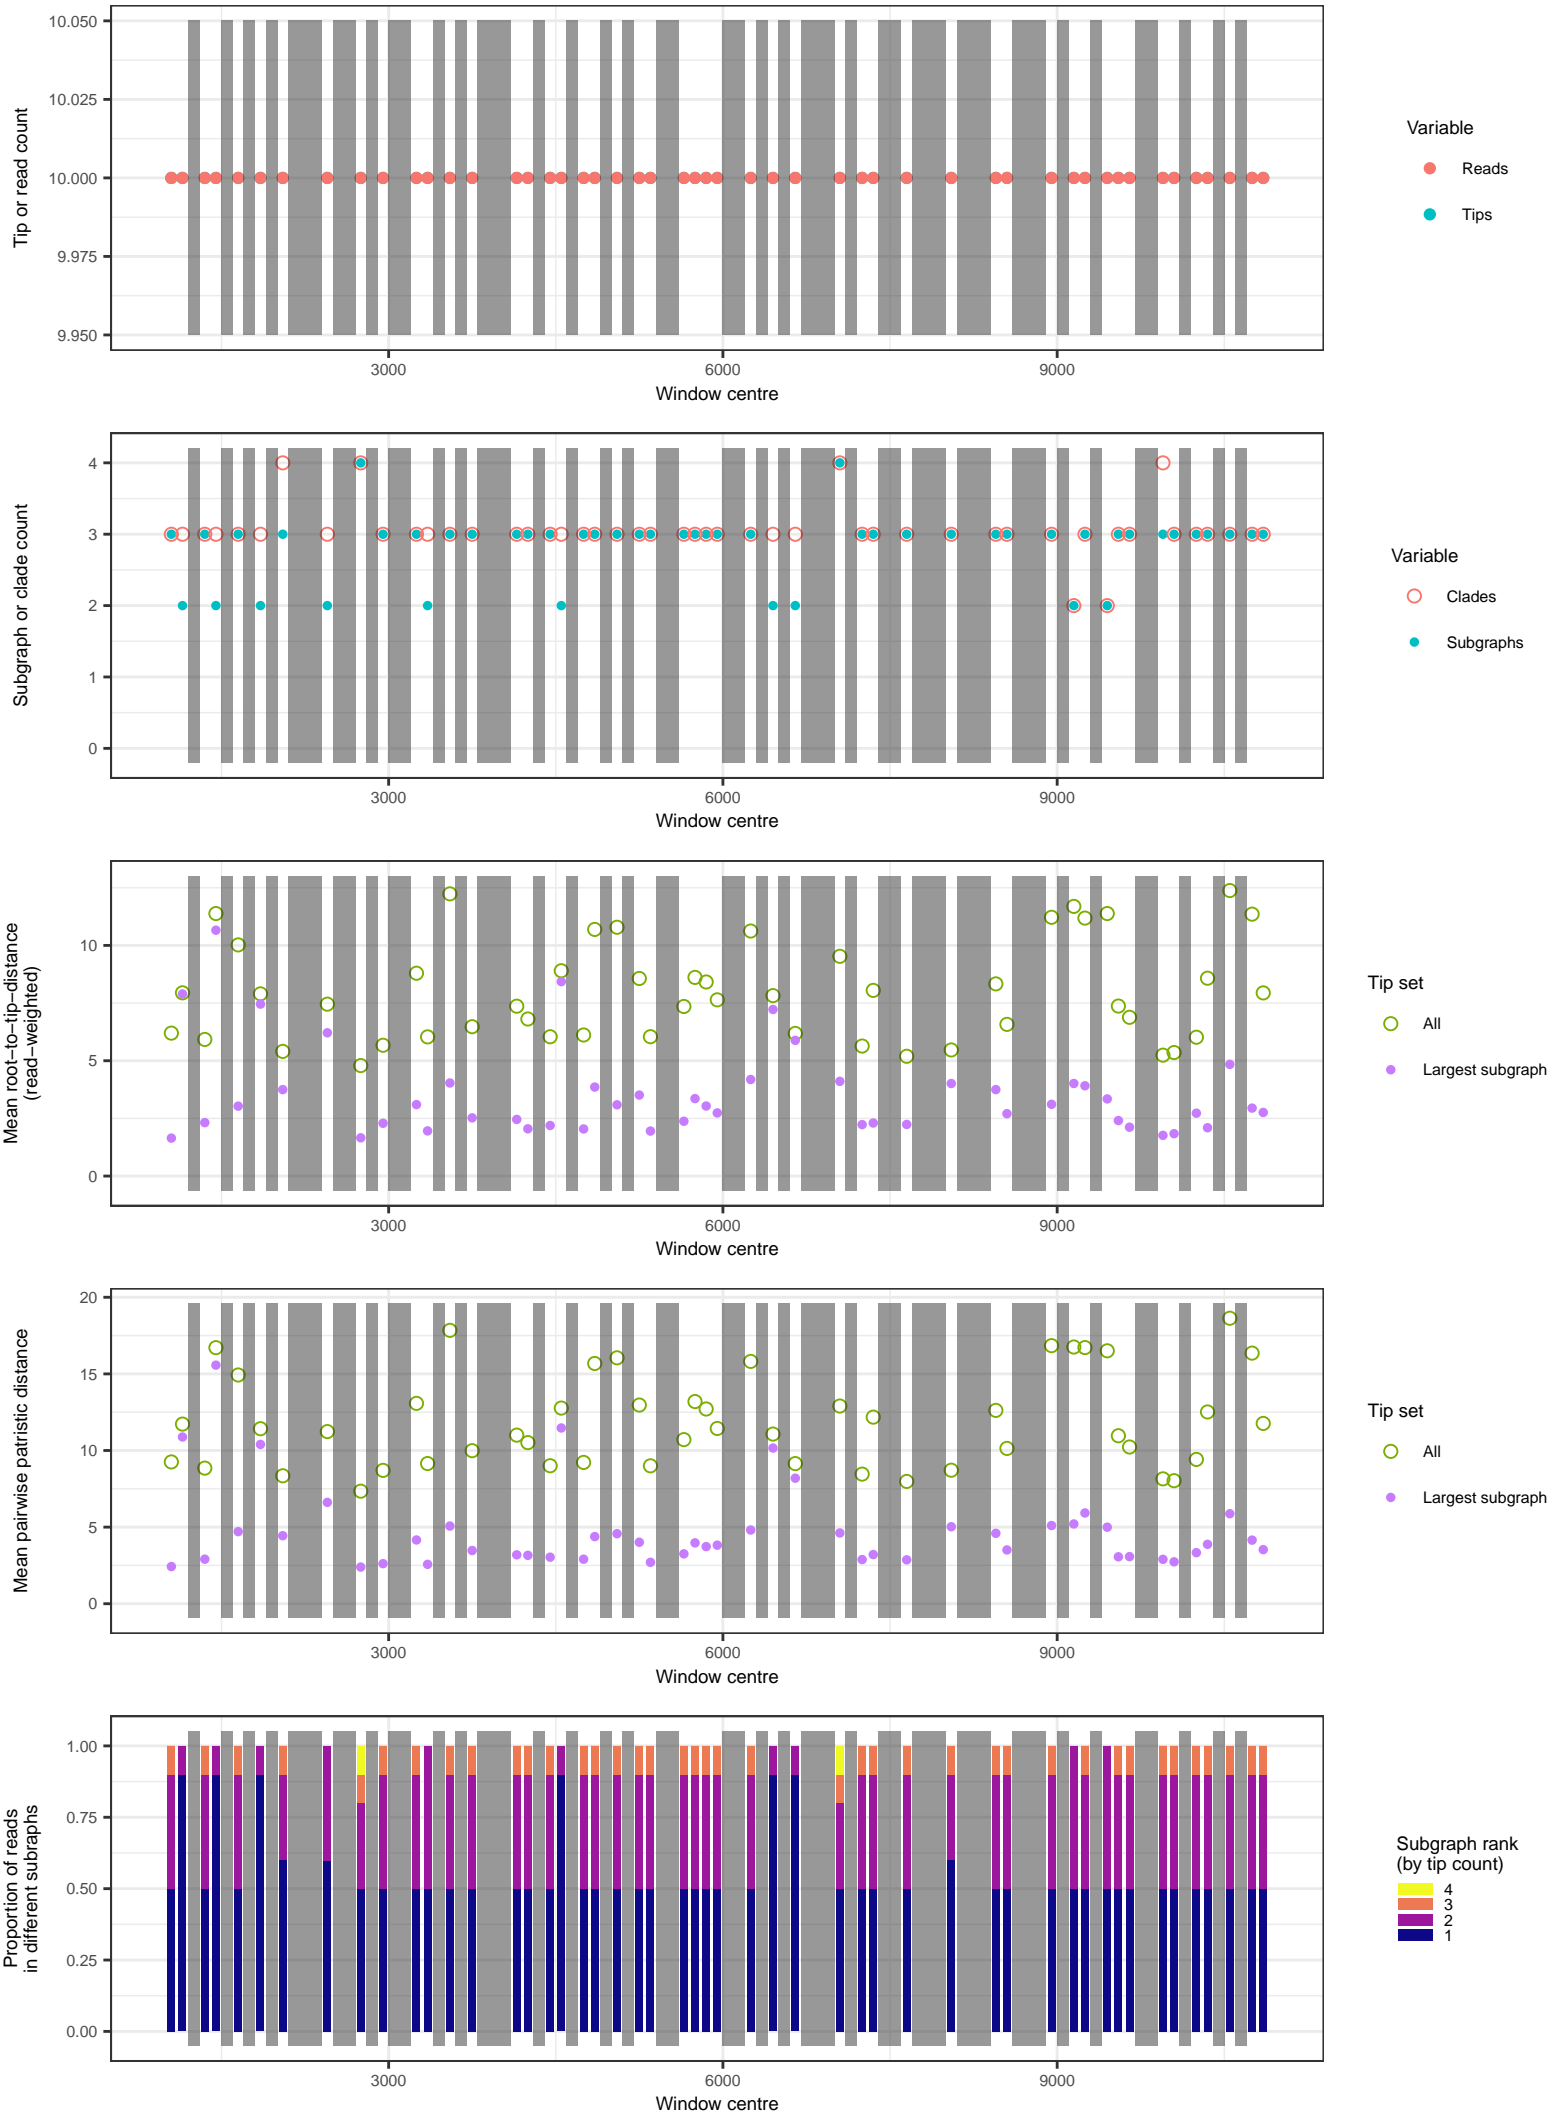 10.050
10.025
10.000
9.975
9.950
Tip or read count
3000
6000
9000
Window centre
Variable
Reads
Tips
4
3
2
1
0
Subgraph or clade count
3000
6000
9000
Window centre
Variable
Clades
Subgraphs
10
5
0
Mean root−to−tip−distance
(read−weighted)
3000
6000
9000
Window centre
Tip set
All
Largest subgraph
20
15
10
5
0
Mean pairwise patristic distance
3000
6000
9000
Window centre
Tip set
All
Largest subgraph
1.00
0.75
0.50
0.25
0.00
Proportion of reads
in different subraphs
3000
6000
9000
Window centre
Subgraph rank
(by tip count)
4
3
2
1